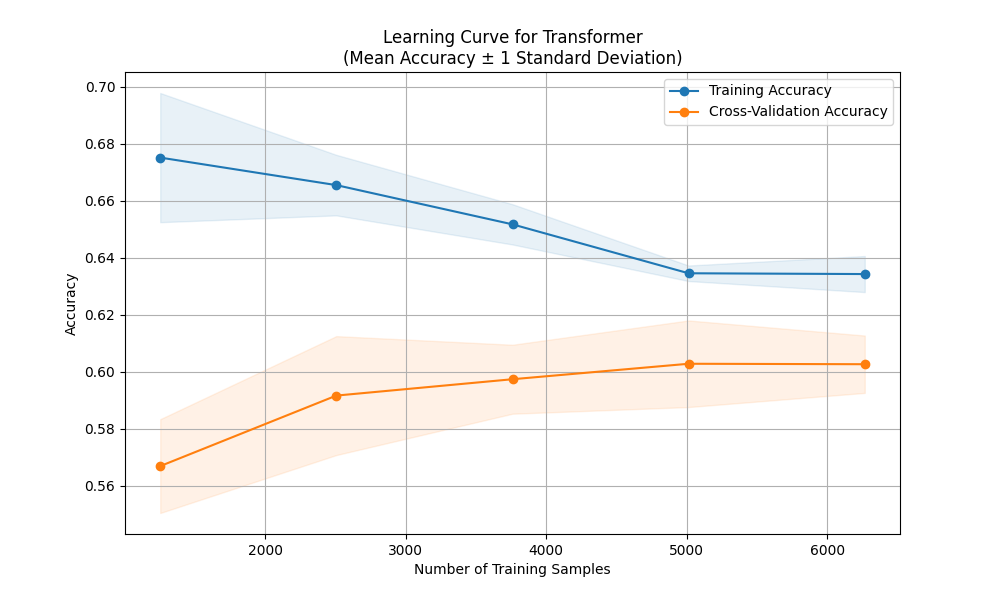 Learning Curve for Transformer
(Mean Accuracy ± 1 Standard Deviation)
Training Accuracy
Cross-Validation Accuracy
Accuracy
0.70
0.68
0.66
0.64
0.62
0.60
0.58
0.56
2000 3000 4000 5000 6000
Number of Training Samples